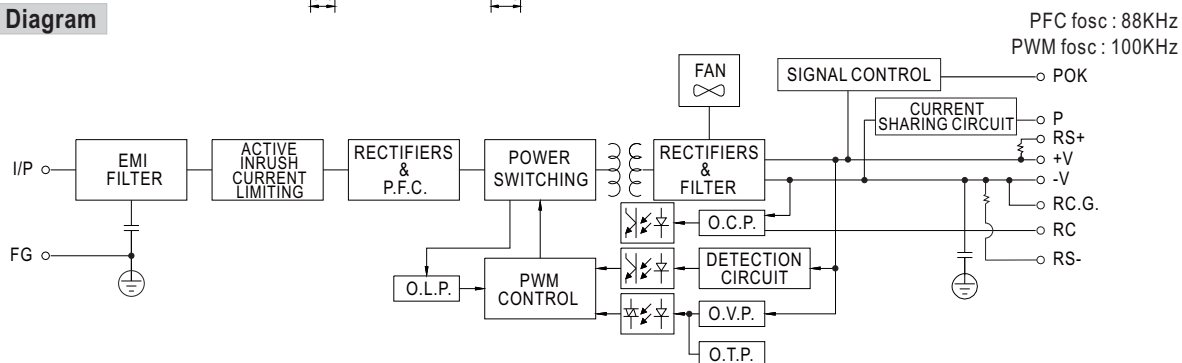 Diagram
PFC fosc : 88KHz
PWM fosc : 100KHz
FAN
SIGNAL CONTROL
POK
CURRENT
SHARING CIRCUIT
P
RS+
I/P
EMI
FILTER
ACTIVE
INRUSH
CURRENT
LIMITING
RECTIFIERS
&
P.F.C.
POWER
SWITCHING
RECTIFIERS
&
FILTER
+V
-V
RC.G.
O.C.P.
RC
FG
DETECTION
CIRCUIT
RS-
O.L.P.
PWM
CONTROL
O.V.P.
O.T.P.